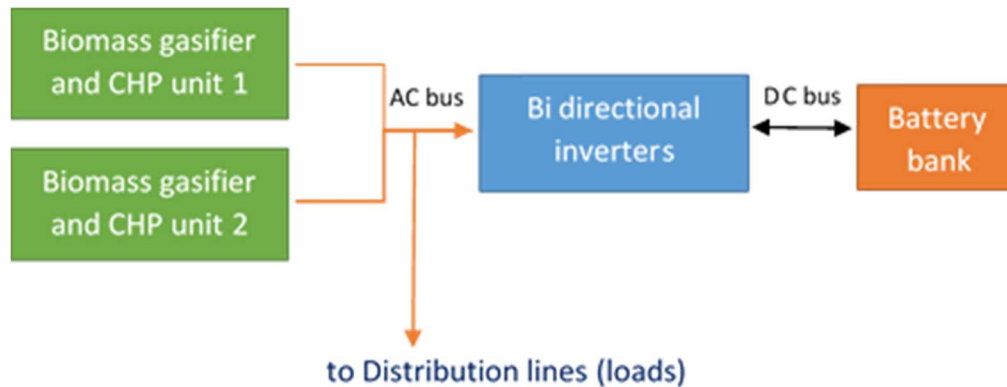 Biomass gasifier
and CHP unit 1
Biomass gasifier
and CHP unit 2
AC bus
Bi directional
inverters
DC bus
Battery
bank
to Distribution lines (loads)